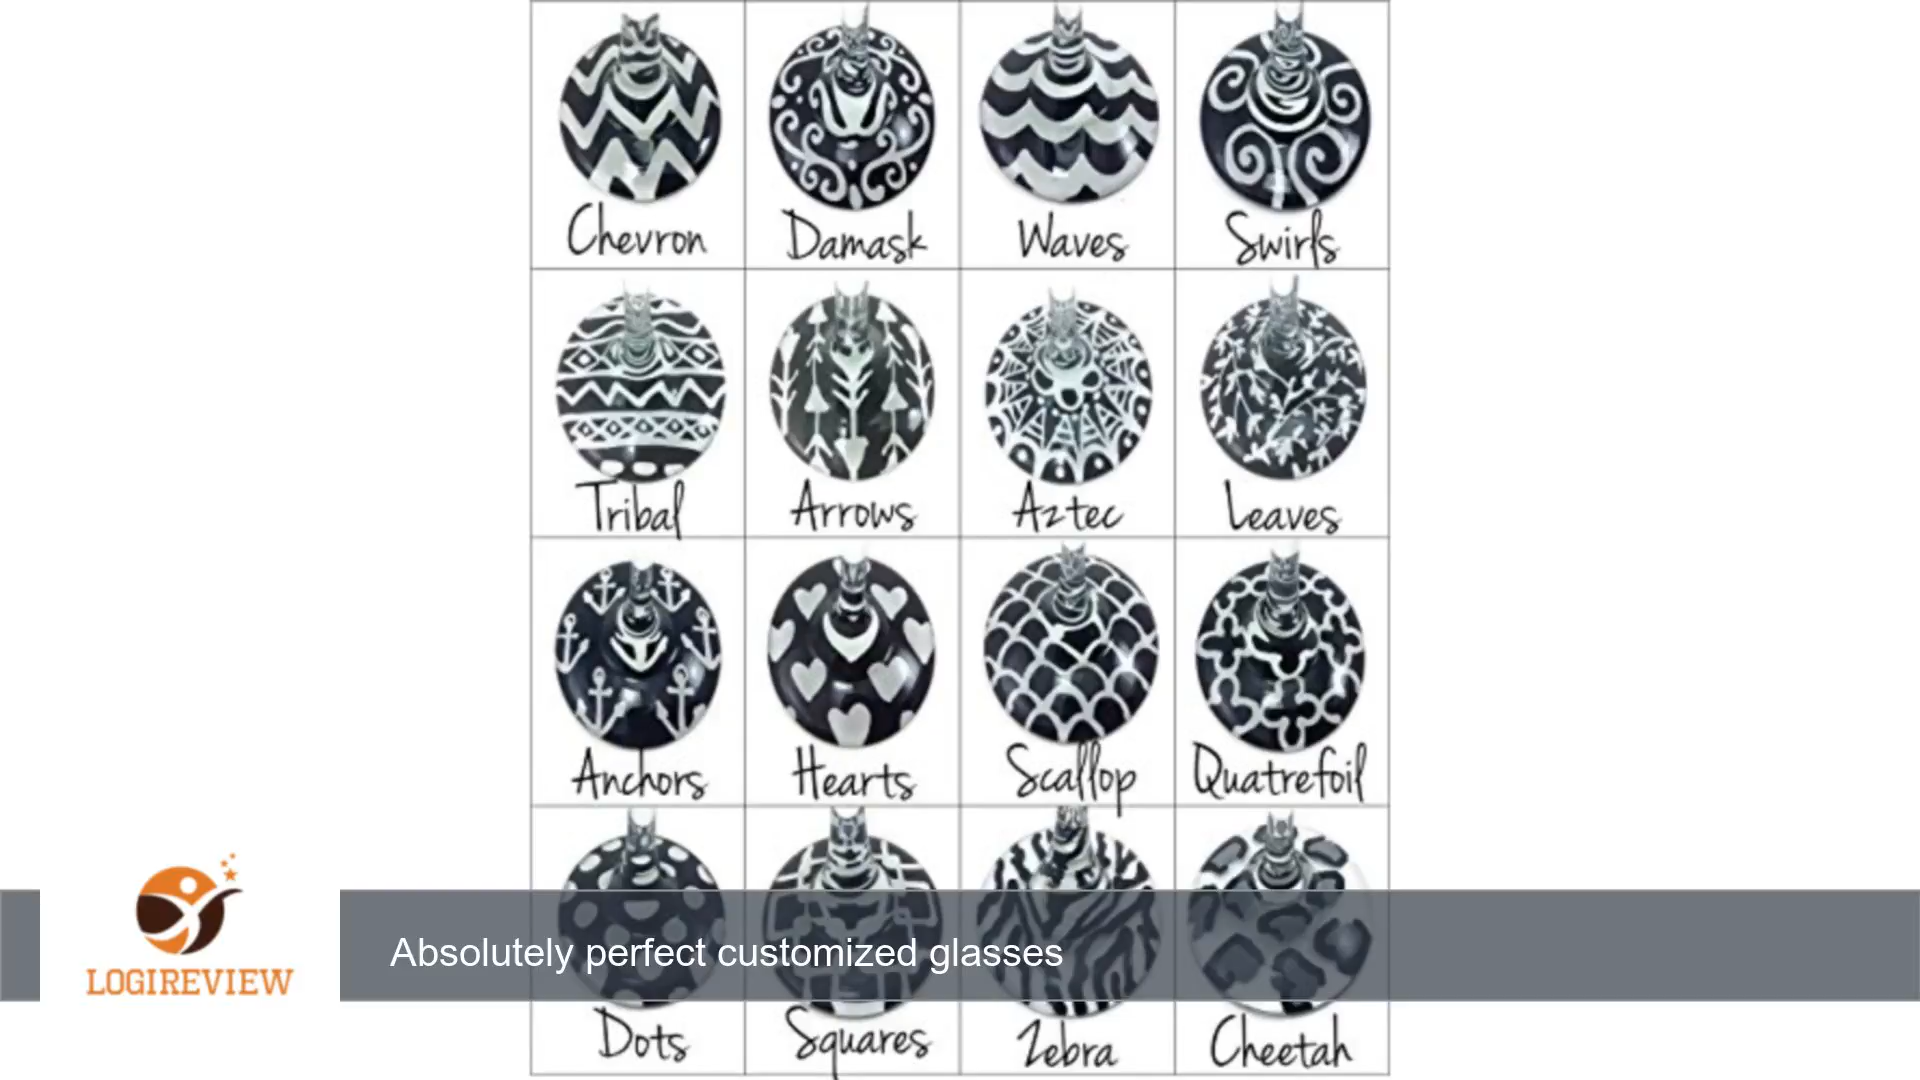 Chevron
Damask
Waves
Swirls
Tribal
Arrows
Aztec
Leaves
Anchors
Hearts
Scallop
Quatrefoil
Absolutely perfect customized glasses
LOGIREVIEW
Dots
Squares
Zebra
Cheetah